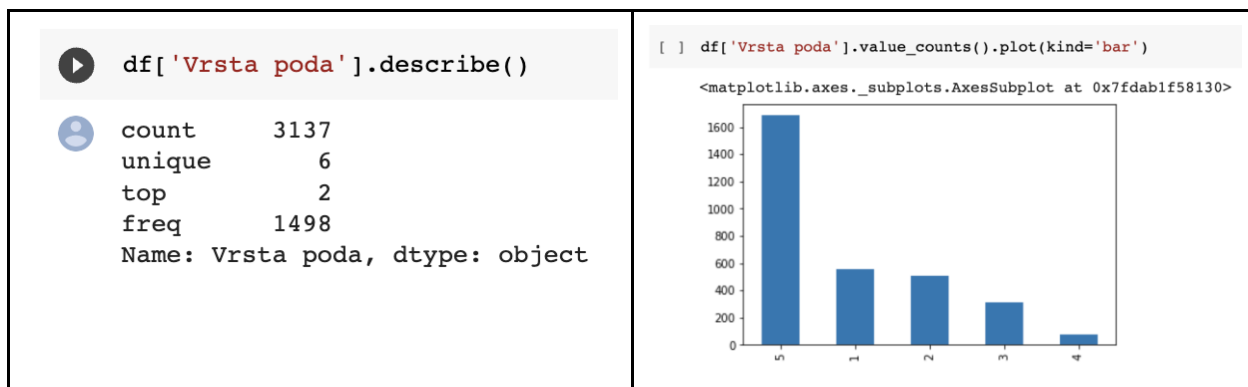 df['Vrsta poda'].describe()
count 3137
unique 6
top 2
freq 1498
Name: Vrsta poda, dtype: object
[ ] df['Vrsta poda'].value_counts().plot(kind='bar')
<matplotlib.axes._subplots.AxesSubplot at 0x7fdab1f58130>
1600
1400
1200
1000
800
600
400
200
0
5 1 2 3 4